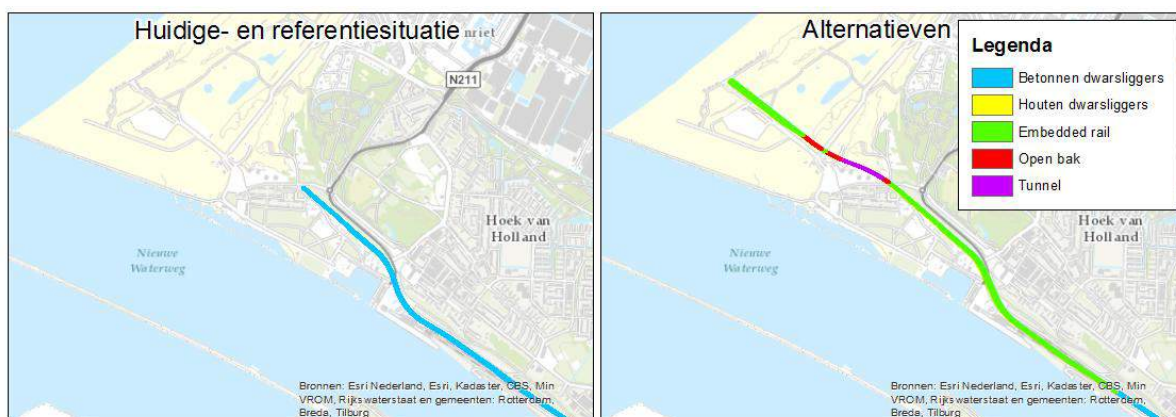 Huidige- en referentiesituatie
nriet
N211
Hoek van
Holland
Nieuwe
Waterweg
Bronnen: Esri Nederland, Esri, Kadaster, CBS, Min
VROM, Rijkswaterstaat en gemeenten: Rotterdam,
Breda, Tilburg
Alternatieven
Legenda
Betonnen dwarsliggers
Houten dwarsliggers
Embedded rail
Open bak
Tunnel
Hoek van
Holland
Nieuwe
Waterweg
Bronnen: Esri Nederland, Esri, Kadaster, CBS, Min
VROM, Rijkswaterstaat en gemeenten: Rotterdam,
Breda, Tilburg